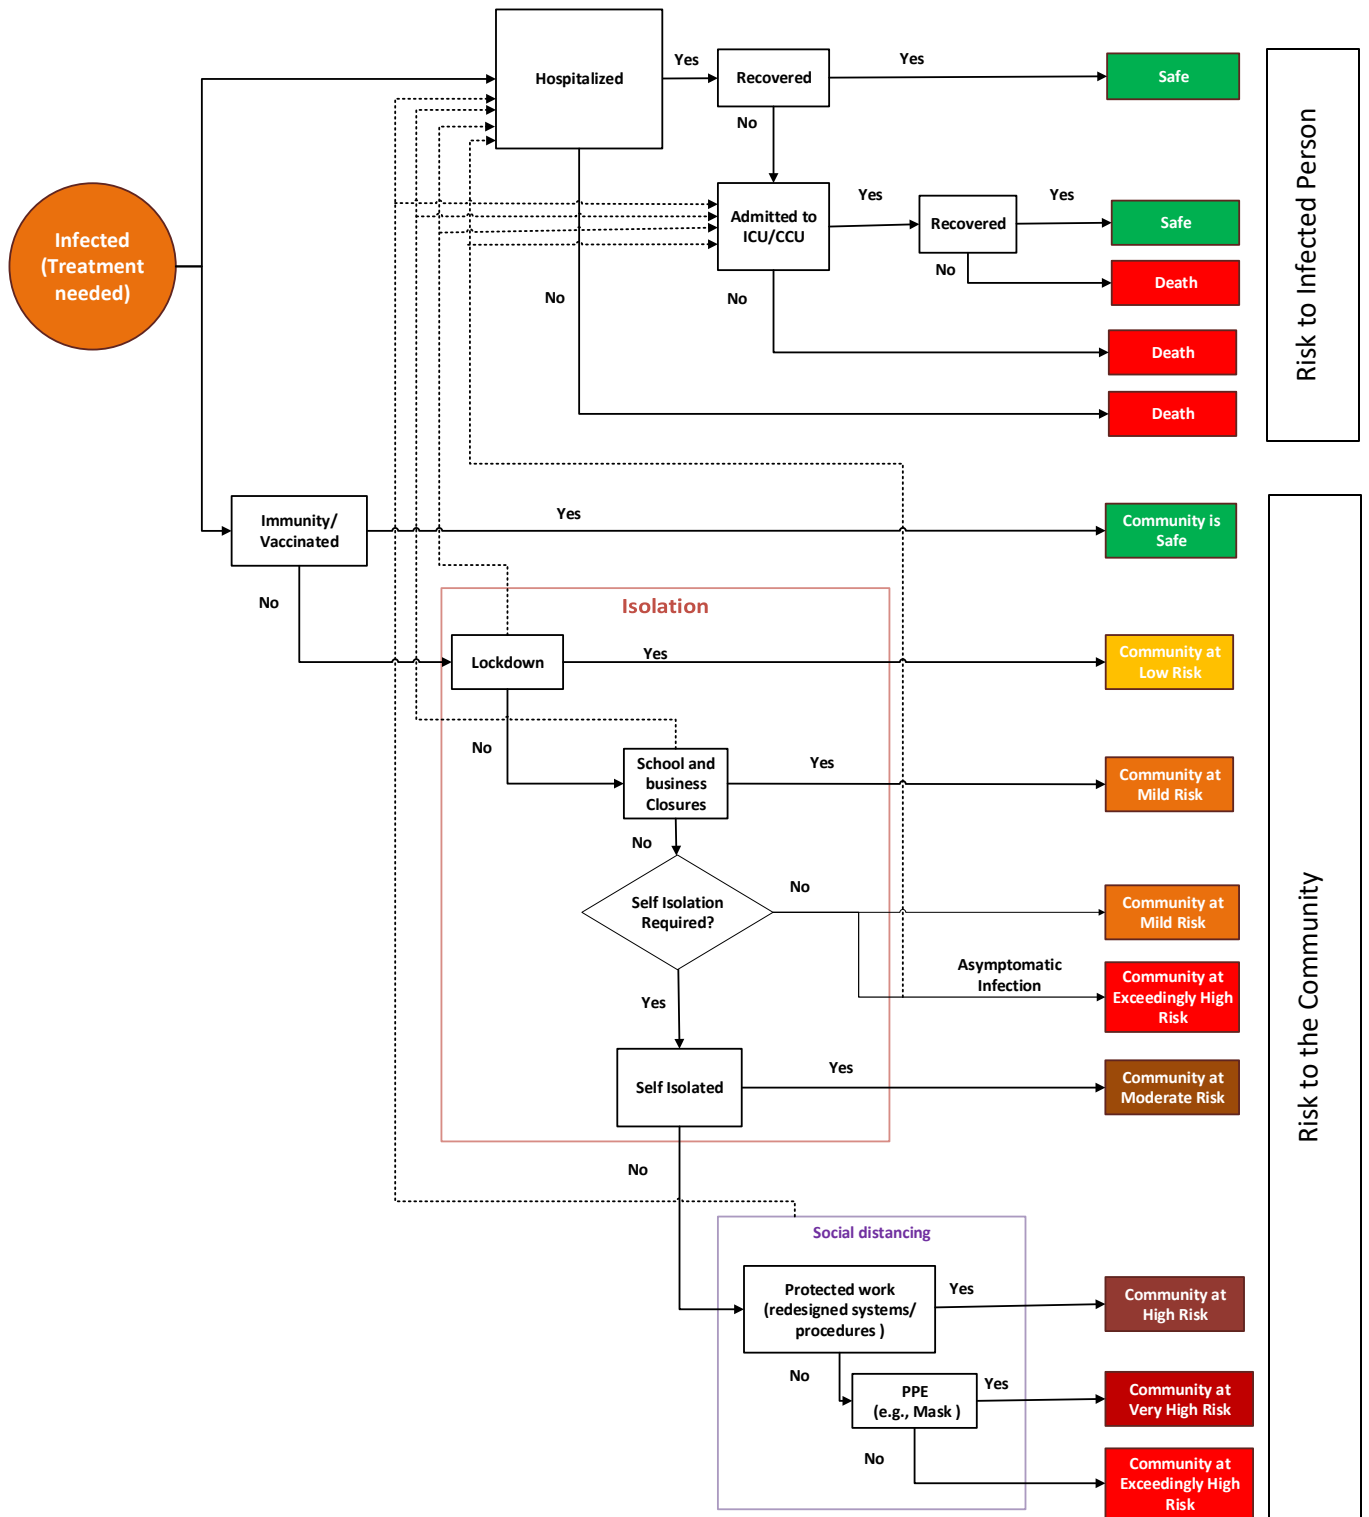 Hospitalized
Yes
Recovered
Yes
Safe
No
Infected
(Treatment
needed)
Admitted to
ICU/CCU
Yes
Recovered
Yes
Safe
No
Death
No
No
Death
Death
Risk to Infected Person
Immunity/
Vaccinated
Yes
Community is
Safe
No
Isolation
Lockdown
Yes
Community at
Low Risk
No
School and
business
Closures
Yes
Community at
Mild Risk
No
Self Isolation
Required?
No
Community at
Mild Risk
Asymptomatic
Infection
Community at
Exceedingly High
Risk
Yes
Self Isolated
Yes
Community at
Moderate Risk
No
Risk to the Community
Social distancing
Protected work
(redesigned systems/
procedures )
Yes
Community at
High Risk
No
PPE
(e.g., Mask )
Yes
Community at
Very High Risk
No
Community at
Exceedingly High
Risk